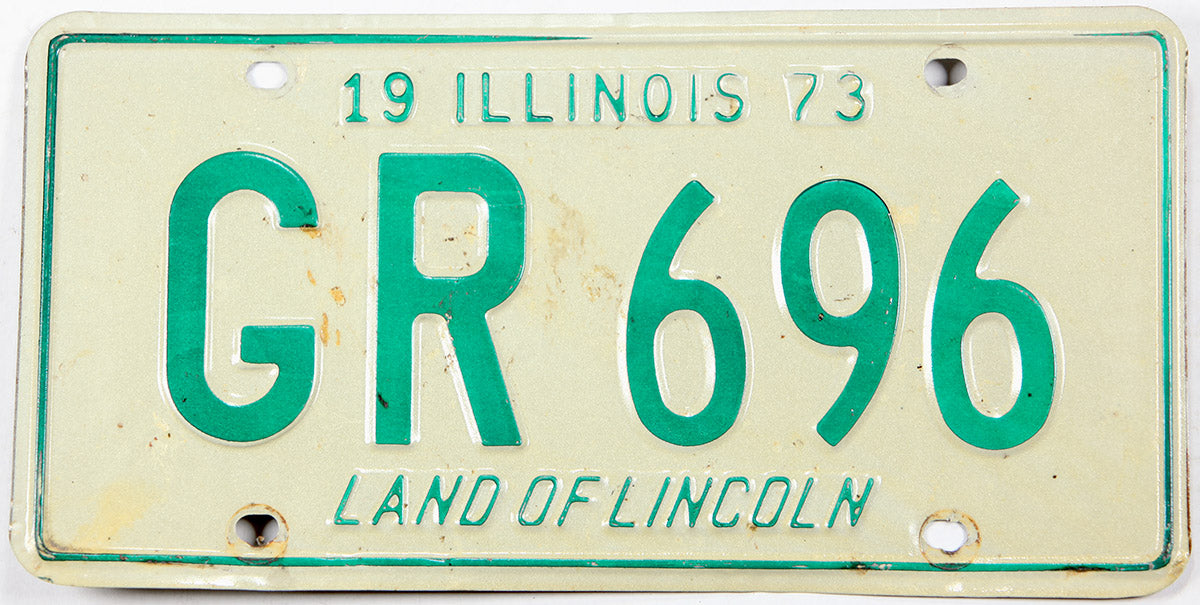 19 ILLINOIS 73
GR 696
LAND OF LINCOLN